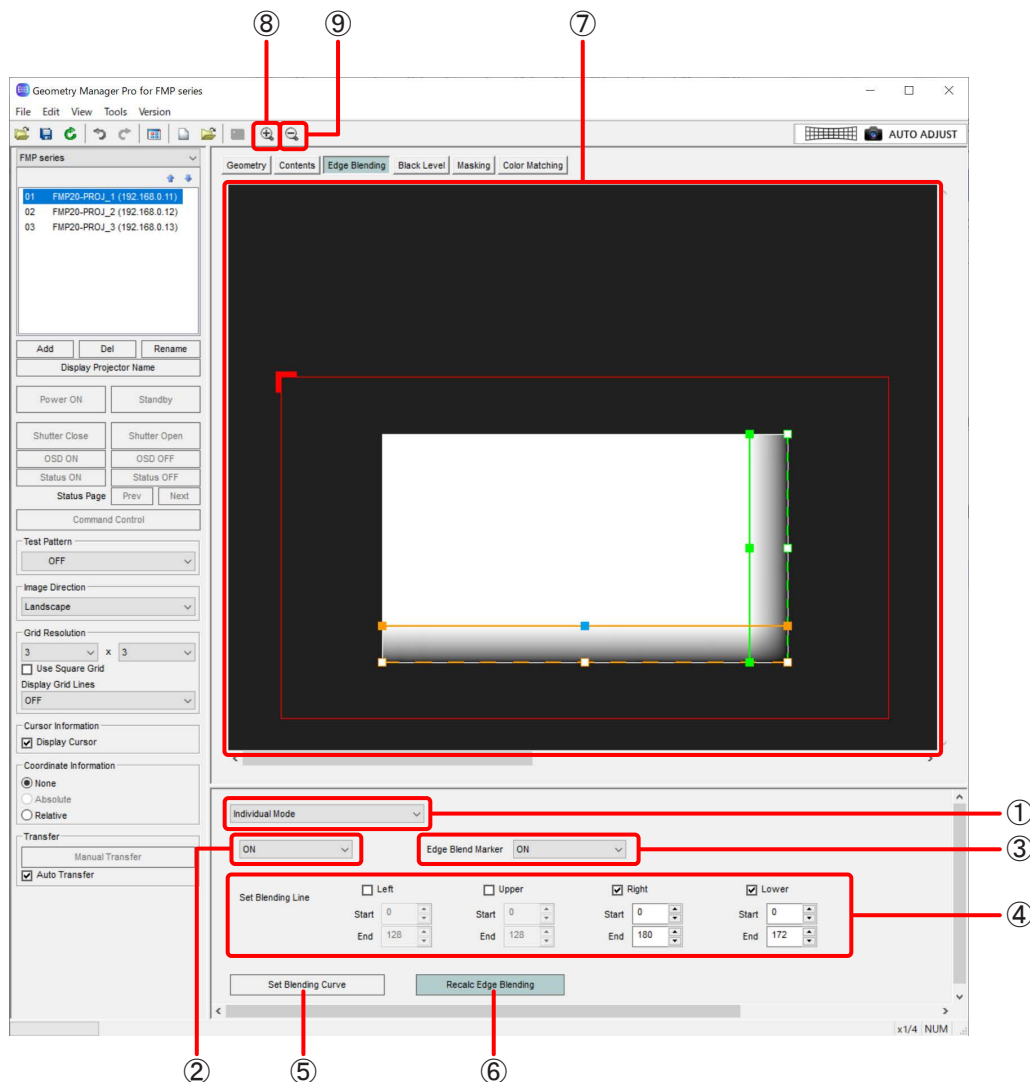 ⑧ ⑨ ⑦
Geometry Manager Pro for FMP series
File Edit View Tools Version
AUTO ADJUST
FMP series
01 FMP20-PROJ_1 (192.168.0.11)
02 FMP20-PROJ_2 (192.168.0.12)
03 FMP20-PROJ_3 (192.168.0.13)
Add Del Rename
Display Projector Name
Power ON Standby
Shutter Close Shutter Open
OSD ON OSD OFF
Status ON Status OFF
Status Page Prev Next
Command Control
Test Pattern
OFF
Image Direction
Landscape
Grid Resolution
3 x 3
Use Square Grid
Display Grid Lines
OFF
Cursor Information
Display Cursor
Coordinate Information
None
Absolute
Relative
Transfer
Manual Transfer
Auto Transfer
Geometry Contents Edge Blending Black Level Masking Color Matching
Individual Mode ①
ON Edge Blend Marker ON ③
Set Blending Line Left Upper Right Lower
Start 0 Start 0 Start 0 Start 0 ④
End 128 End 128 End 180 End 172
Set Blending Curve Recalc Edge Blending
x1/4 NUM
② ⑤ ⑥